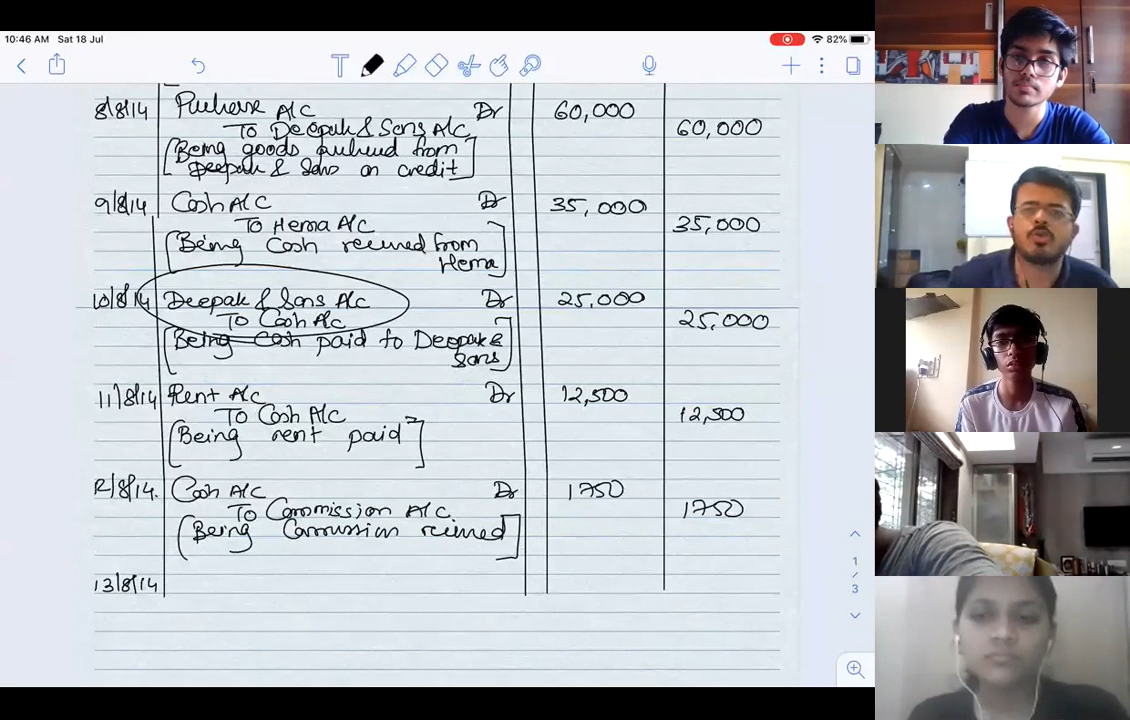 10:46 AM Sat 18 Jul
82%
T
8/8/14 Purchase A/c Dr 60,000
To Deepak & Sons A/c 60,000
[Being goods purchased from
Deepak & Sons on credit]
9/8/14 Cash A/c Dr 35,000
To Hema A/c 35,000
[Being Cash received from
Hema]
10/8/14 Deepak & Sons A/c Dr 25,000
To Cash A/c 25,000
[Being Cash paid to Deepak &
Sons]
11/8/14 Rent A/c Dr 12,500
To Cash A/c 12,500
[Being rent paid]
12/8/14. Cash A/c Dr 1750
To Commission A/c 1750
[Being Commission received]
13/8/14
1
/
3